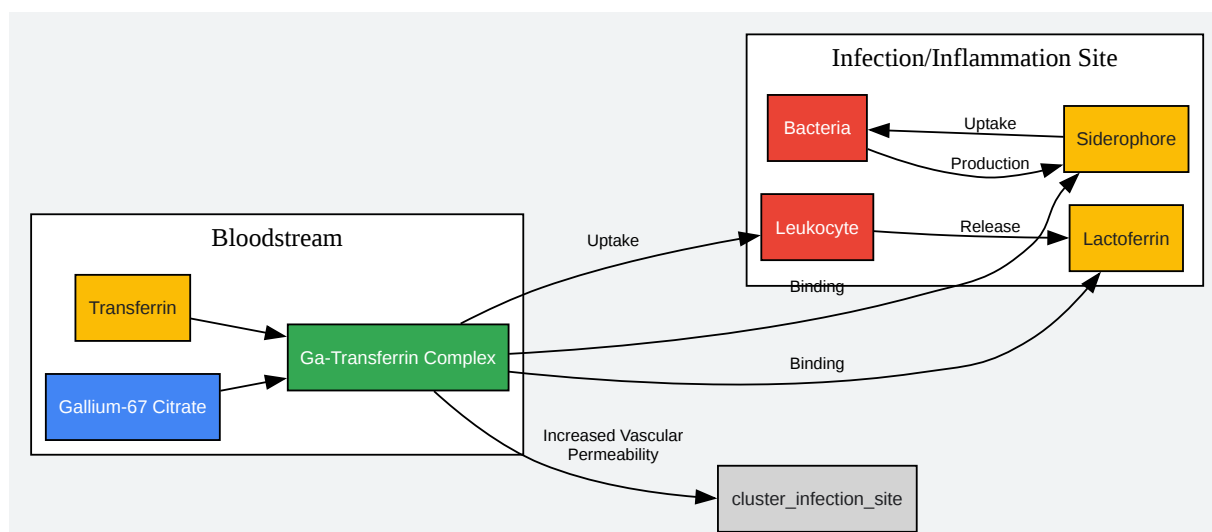 Infection/Inflammation Site
Bacteria
Uptake
Siderophore
Production
Leukocyte
Release
Lactoferrin
Bloodstream
Uptake
Transferrin
Binding
Ga-Transferrin Complex
Binding
Gallium-67 Citrate
Increased Vascular
Permeability
cluster_infection_site